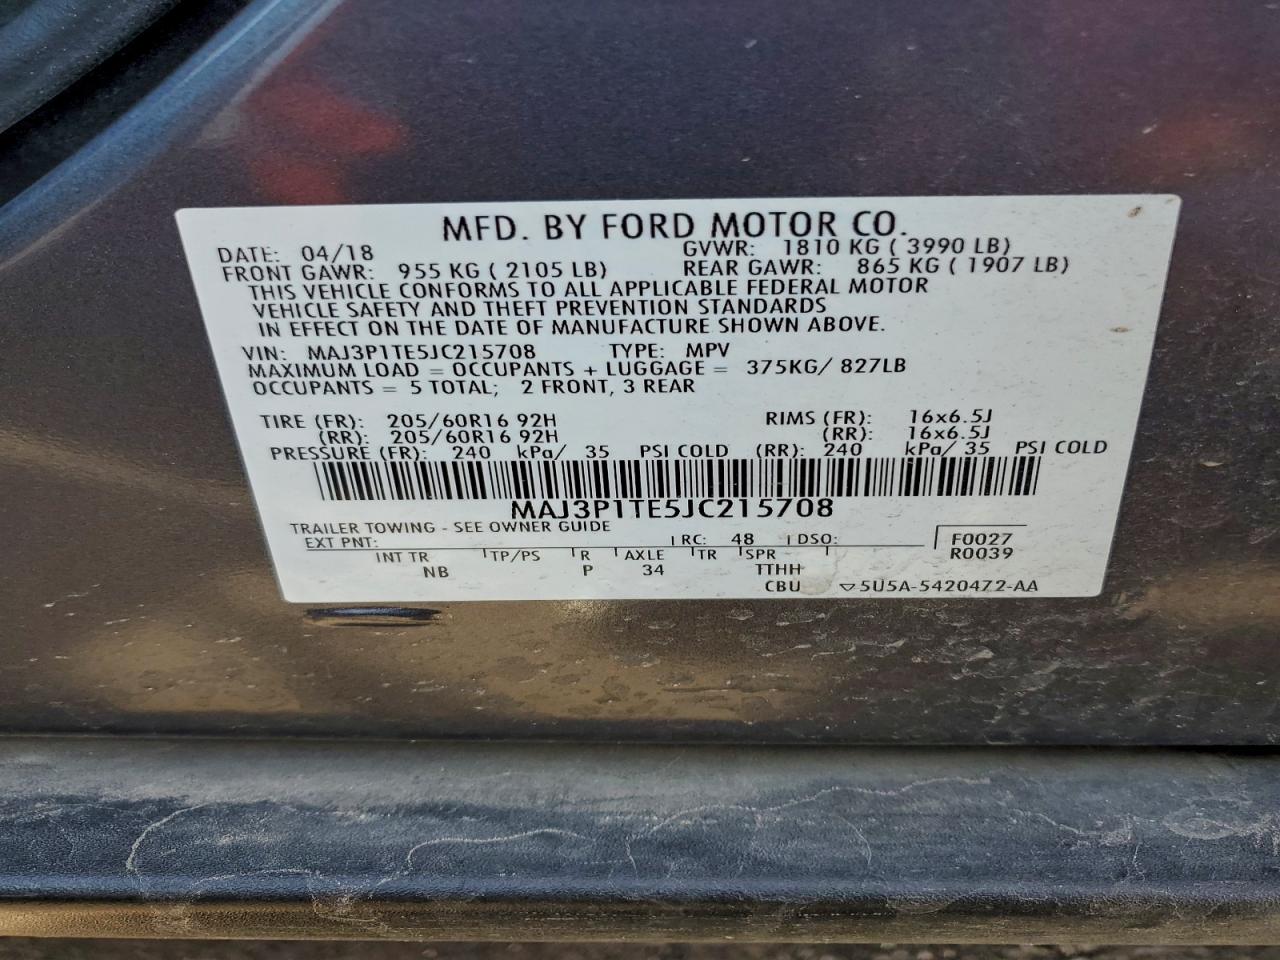 MFD. BY FORD MOTOR CO.
DATE: 04/18 GVWR: 1810 KG ( 3990 LB)
FRONT GAWR: 955 KG ( 2105 LB) REAR GAWR: 865 KG ( 1907 LB)
THIS VEHICLE CONFORMS TO ALL APPLICABLE FEDERAL MOTOR
VEHICLE SAFETY AND THEFT PREVENTION STANDARDS
IN EFFECT ON THE DATE OF MANUFACTURE SHOWN ABOVE.
VIN: MAJ3P1TE5JC215708 TYPE: MPV
MAXIMUM LOAD = OCCUPANTS + LUGGAGE = 375KG/ 827LB
OCCUPANTS = 5 TOTAL; 2 FRONT, 3 REAR
TIRE (FR): 205/60R16 92H RIMS (FR): 16x6.5J
(RR): 205/60R16 92H (RR): 16x6.5J
PRESSURE (FR): 240 kPa/ 35 PSI COLD (RR): 240 kPa/ 35 PSI COLD
MAJ3P1TE5JC215708
TRAILER TOWING - SEE OWNER GUIDE
EXT PNT: RC: 48 DSO: F0027
INT TR TP/PS R AXLE TR SPR R0039
NB P 34 TTHH
CBU ▽5U5A-5420472-AA